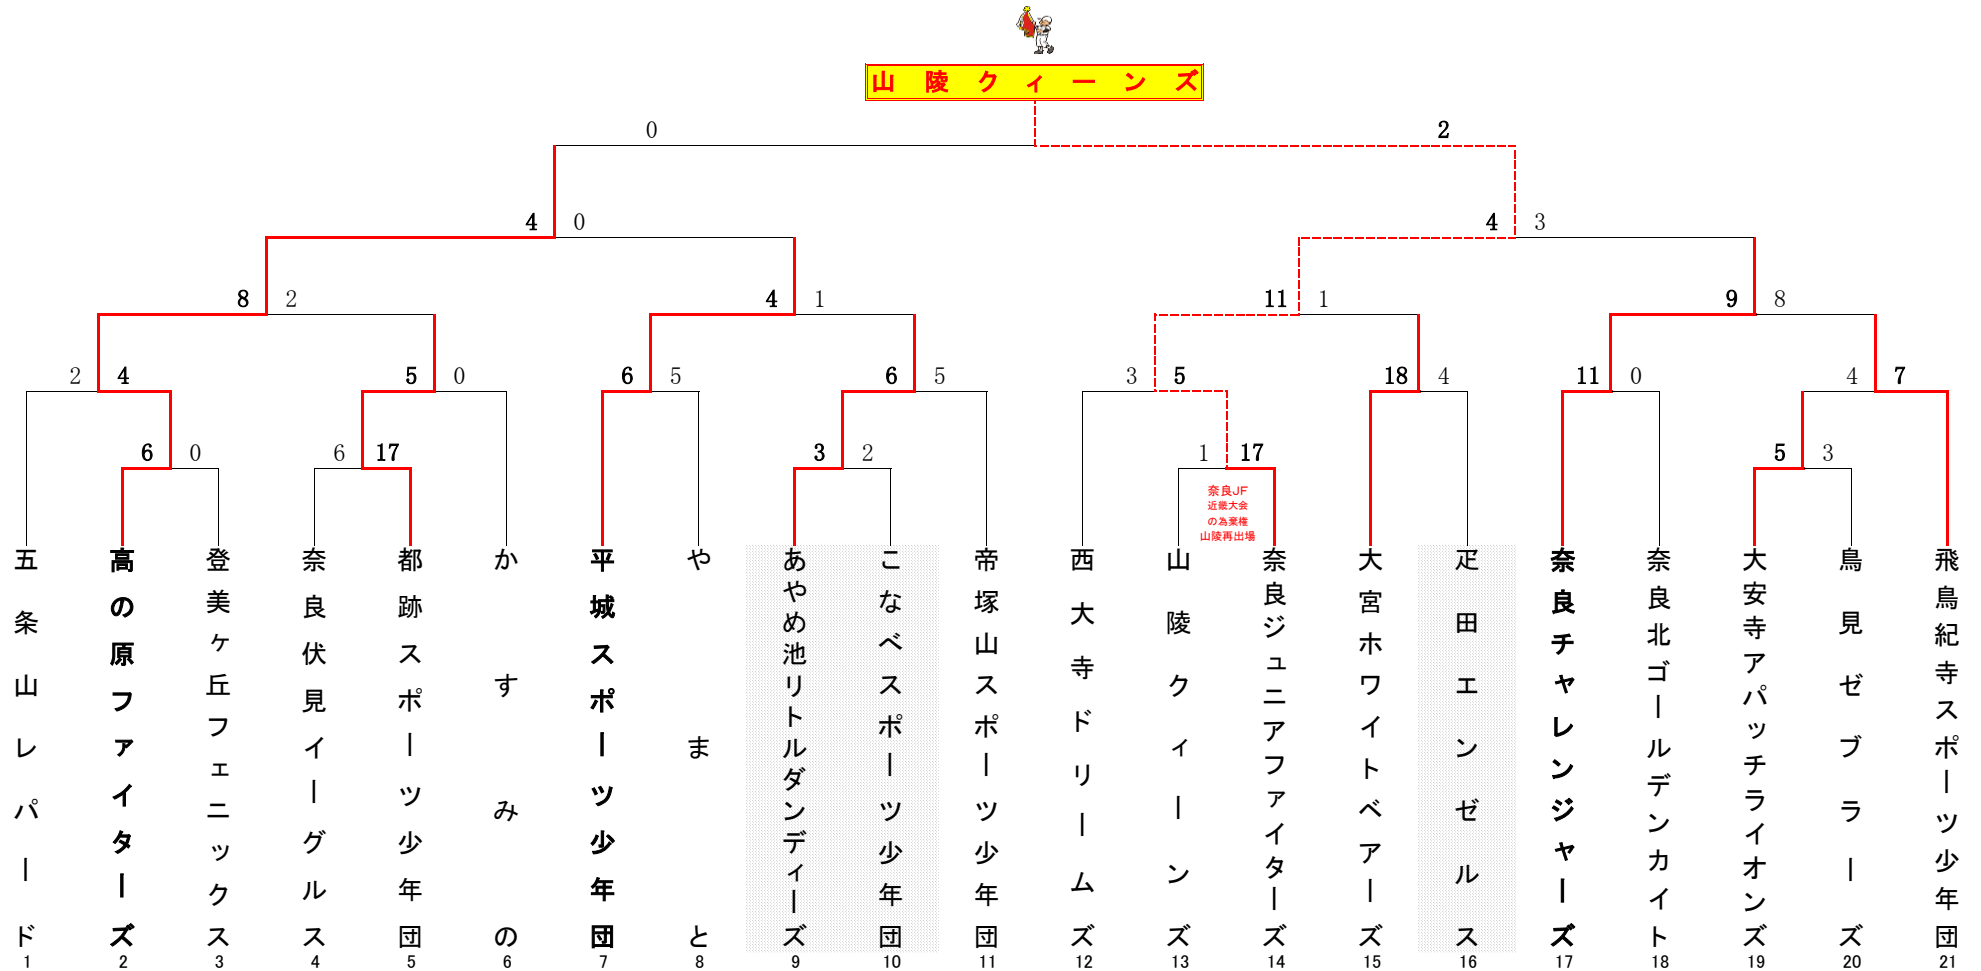 山陵クィーンズ
0 2
4 0 4 3
8 2 4 1 11 1 9 8
2 4 5 0 6 5 6 5 3 5 18 4 11 0 4 7
6 0 6 17 3 2 1 17 5 3
奈良JF
近畿大会
の為棄権
山陵再出場
五条山レパード
1
高の原ファイターズ
2
登美ヶ丘フェニックス
3
奈良伏見イーグルス
4
都跡スポーツ少年団
5
かすみの
6
平城スポーツ少年団
7
やまと
8
あやめ池リトルダンディーズ
9
こなべスポーツ少年団
10
帝塚山スポーツ少年団
11
西大寺ドリームズ
12
山陵クィーンズ
13
奈良ジュニアファイターズ
14
大宮ホワイトベアーズ
15
疋田エンゼルス
16
奈良チャレンジャーズ
17
奈良北ゴールデンカイト
18
大安寺アパッチライオンズ
19
鳥見ゼブラーズ
20
飛鳥紀寺スポーツ少年団
21